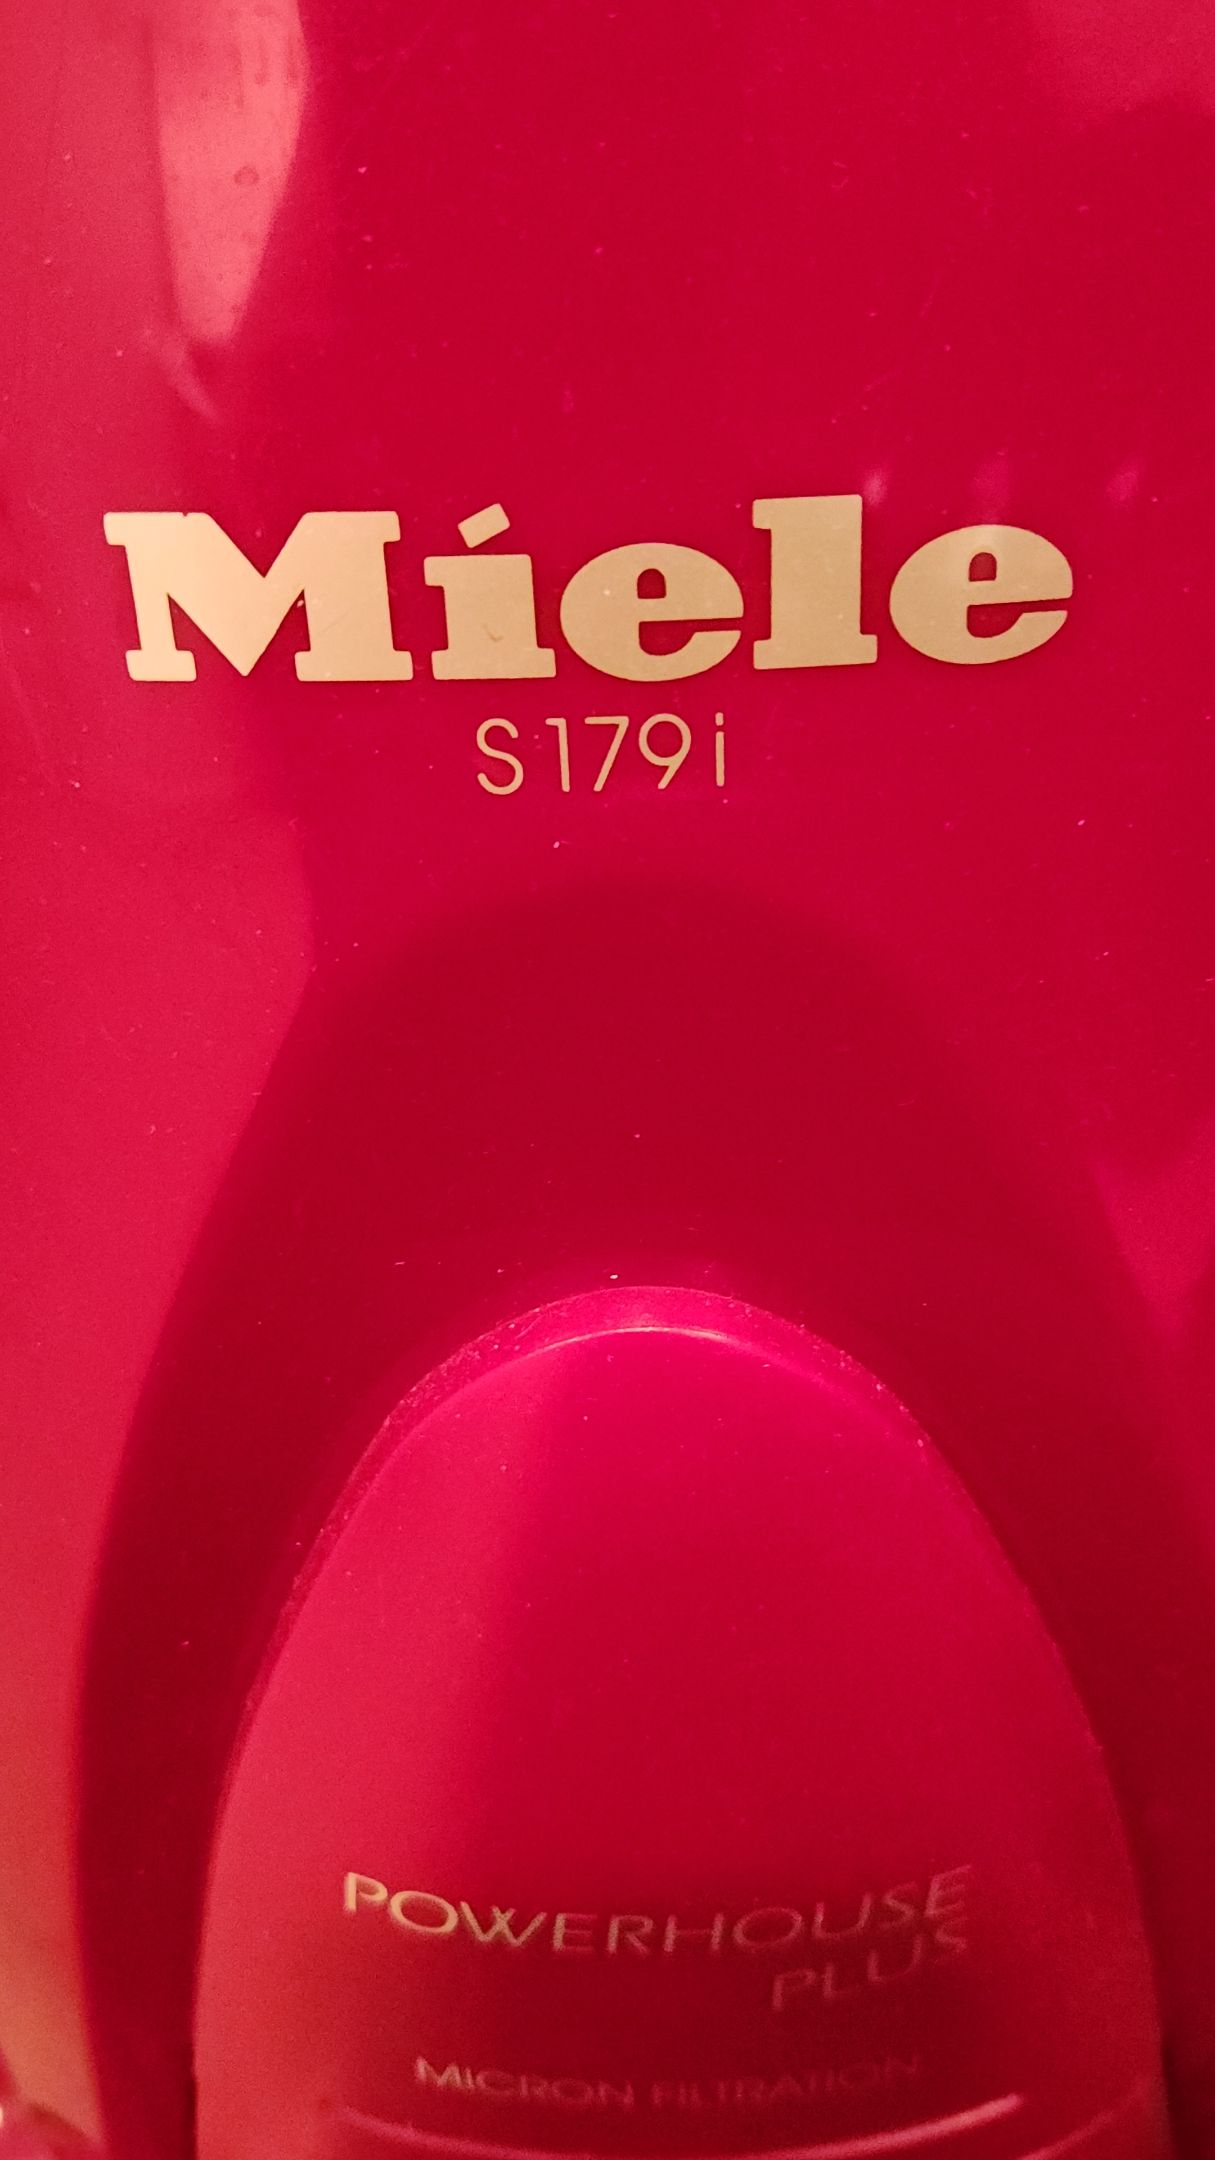 Miele
S179i
POWERHOUSE
PLUS
MICRON FILTRATION